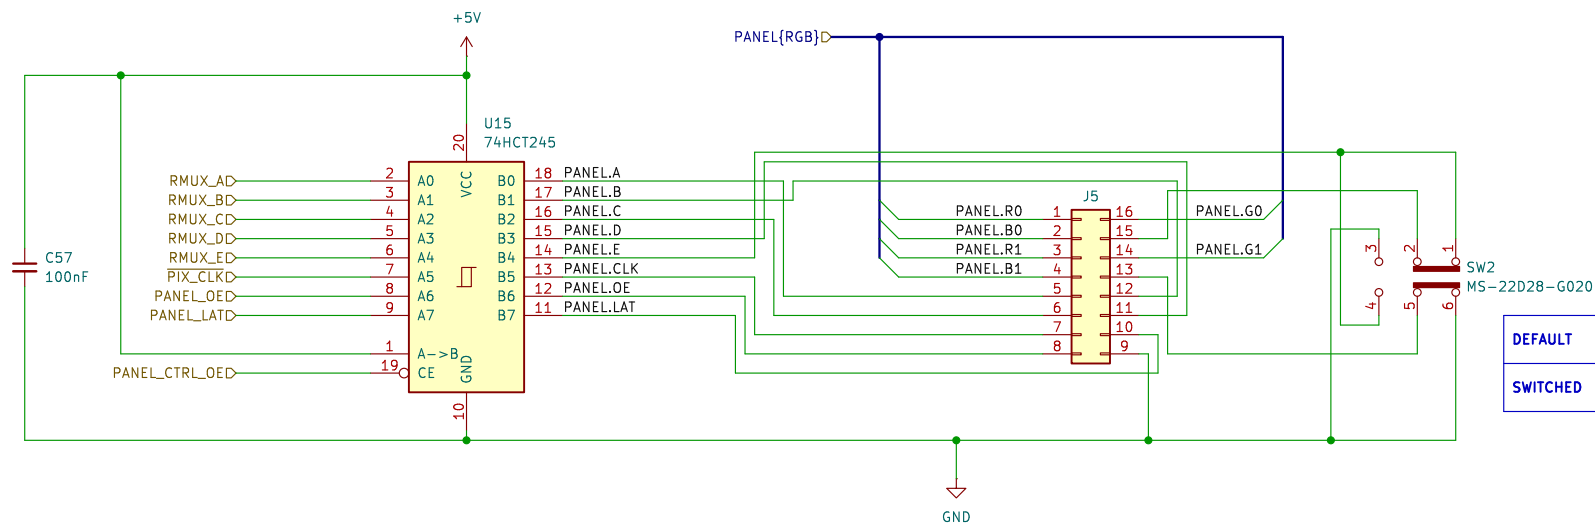 +5V
PANEL{RGB}
U15
74HCT245
20
VCC
RMUX_A
RMUX_B
RMUX_C
RMUX_D
RMUX_E
PIX_CLK
PANEL_OE
PANEL_LAT
PANEL_CTRL_OE
2
3
4
5
6
7
8
9
1
19
A0
A1
A2
A3
A4
A5
A6
A7
A->B
CE
GND
10
B0
B1
B2
B3
B4
B5
B6
B7
18
17
16
15
14
13
12
11
PANEL.A
PANEL.B
PANEL.C
PANEL.D
PANEL.E
PANEL.CLK
PANEL.OE
PANEL.LAT
C57
100nF
J5
PANEL.R0
PANEL.B0
PANEL.R1
PANEL.B1
1
2
3
4
5
6
7
8
16
15
14
13
12
11
10
9
PANEL.G0
PANEL.G1
3
2
1
4
5
6
SW2
MS-22D28-G020
DEFAULT
SWITCHED
GND